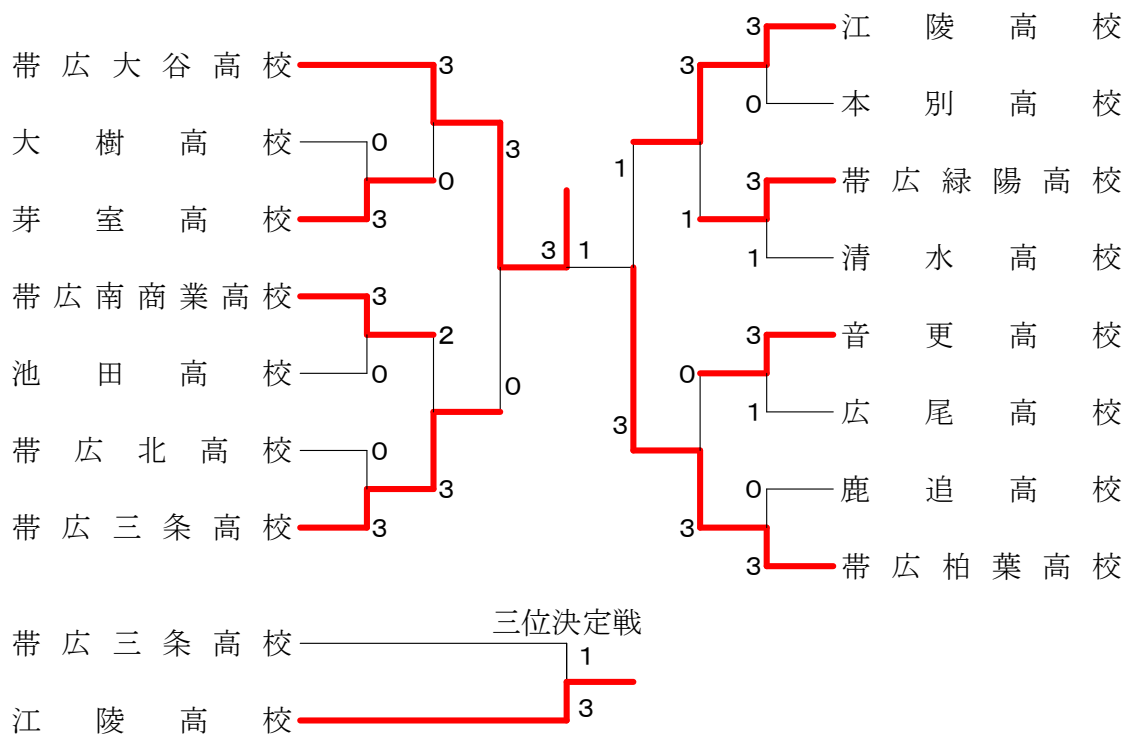 帯広大谷高校
3
大樹高校
0
3
0
芽室高校
3
帯広南商業高校
3
2
池田高校
0
0
帯広北高校
0
3
帯広三条高校
3
3 1
江陵高校
3
3
本別高校
0
1
帯広緑陽高校
3
1
清水高校
1
音更高校
3
0
広尾高校
1
3
鹿追高校
0
3
帯広柏葉高校
3
三位決定戦
帯広三条高校
1
江陵高校
3